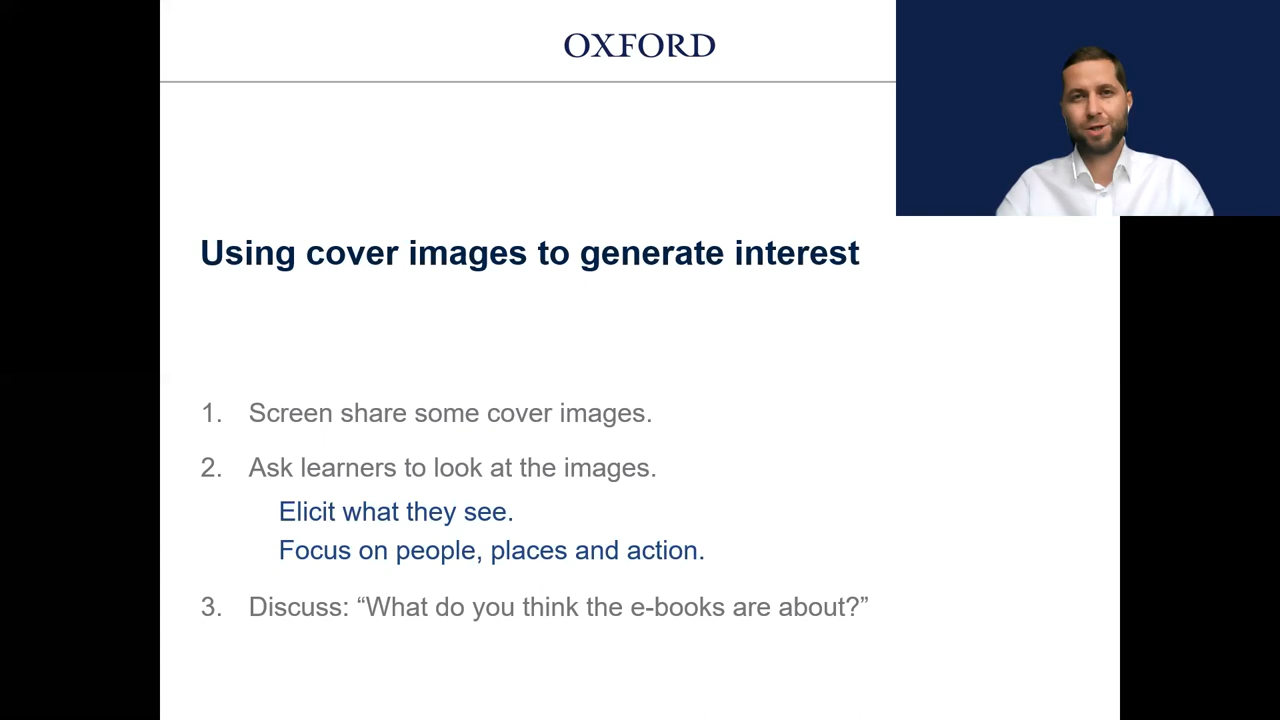 OXFORD
Using cover images to generate interest
1. Screen share some cover images.
2. Ask learners to look at the images.
Elicit what they see.
Focus on people, places and action.
3. Discuss: “What do you think the e-books are about?”